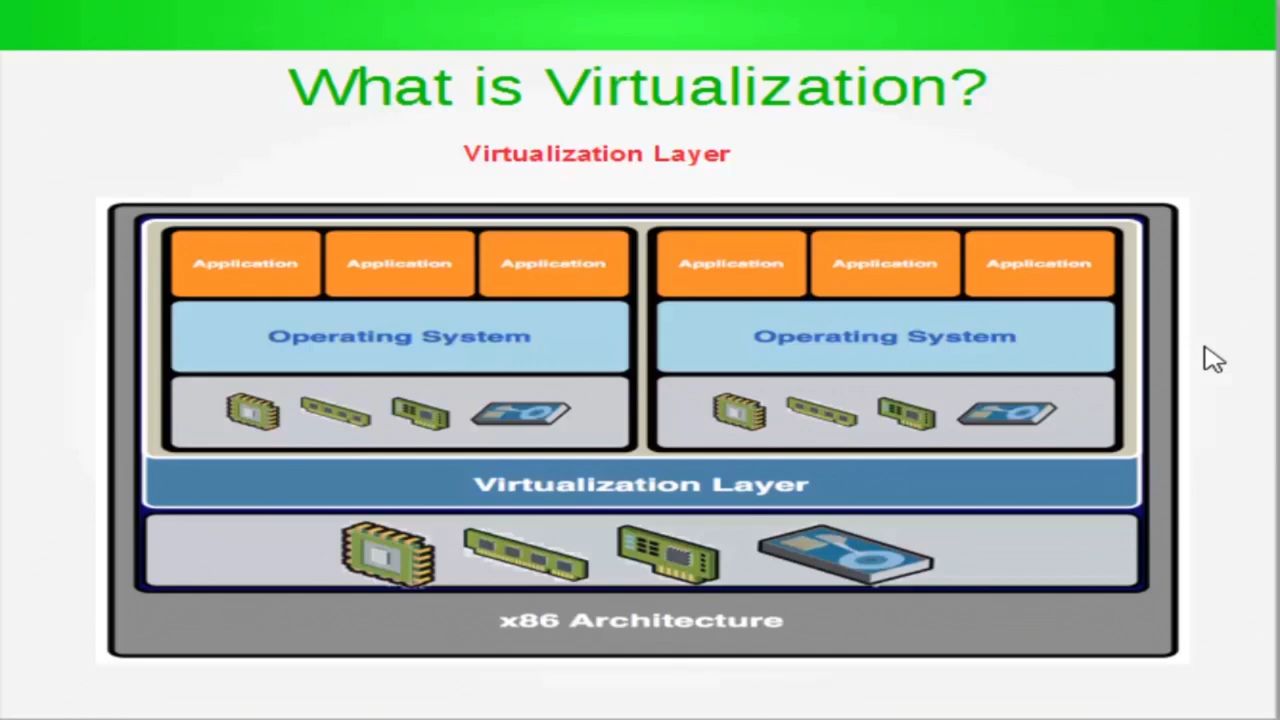 What is Virtualization?
Virtualization Layer
Application Application Application Application Application Application
Operating System Operating System
Virtualization Layer
x86 Architecture